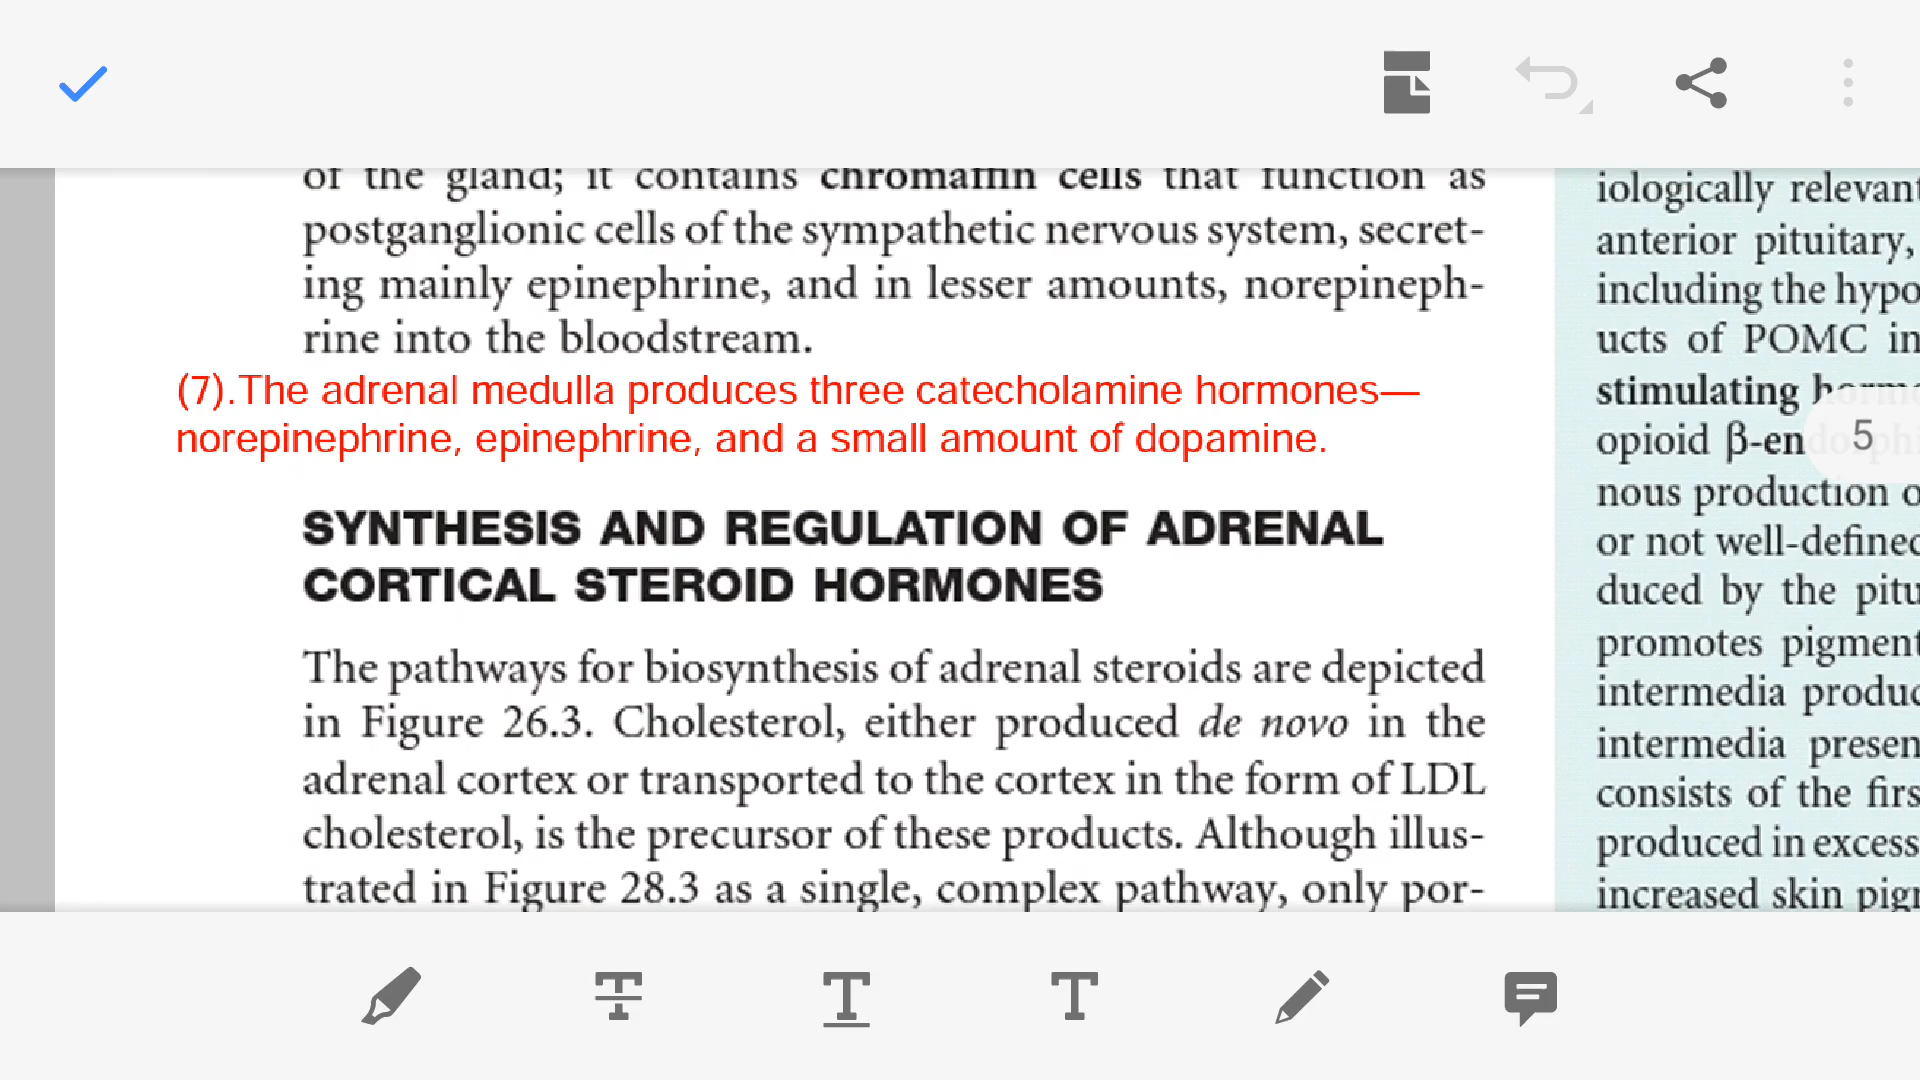 of the gland; it contains chromaffin cells that function as
postganglionic cells of the sympathetic nervous system, secret-
ing mainly epinephrine, and in lesser amounts, norepineph-
rine into the bloodstream.
(7).The adrenal medulla produces three catecholamine hormones—
norepinephrine, epinephrine, and a small amount of dopamine.
SYNTHESIS AND REGULATION OF ADRENAL
CORTICAL STEROID HORMONES
The pathways for biosynthesis of adrenal steroids are depicted
in Figure 26.3. Cholesterol, either produced de novo in the
adrenal cortex or transported to the cortex in the form of LDL
cholesterol, is the precursor of these products. Although illus-
trated in Figure 28.3 as a single, complex pathway, only por-
iologically relevant
anterior pituitary,
including the hypo
ucts of POMC in
stimulating hormo
opioid β-endorphi
5
nous production o
or not well-defined
duced by the pitu
promotes pigment
intermedia produc
intermedia presen
consists of the firs
produced in excess
increased skin pigm
T
T
T